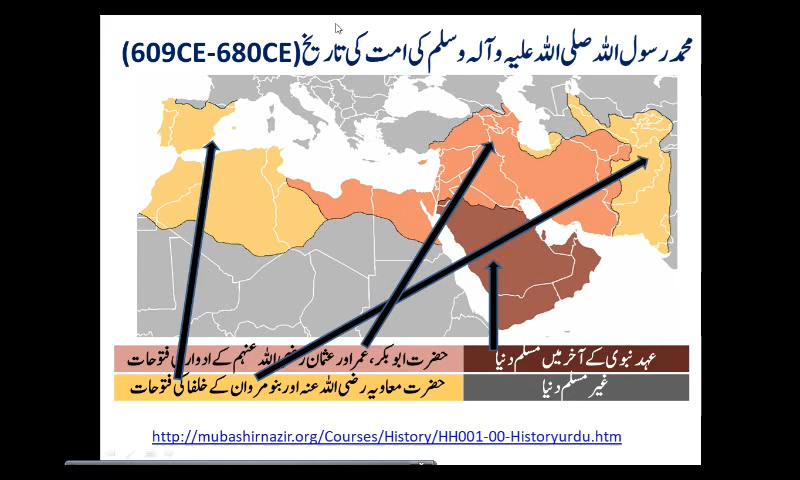 محمد رسول اللہ صلی اللہ علیہ وآلہ وسلم کی امت کی تاریخ (609CE-680CE)
عہد نبوی کے آخر میں مسلم دنیا
حضرت ابوبکر، عمر اور عثمان رضی اللہ عنہم کے ادوار کی فتوحات
غیر مسلم دنیا
حضرت معاویہ رضی اللہ عنہ اور بنو مروان کے خلفا کی فتوحات
http://mubashirnazir.org/Courses/History/HH001-00-Historyurdu.htm